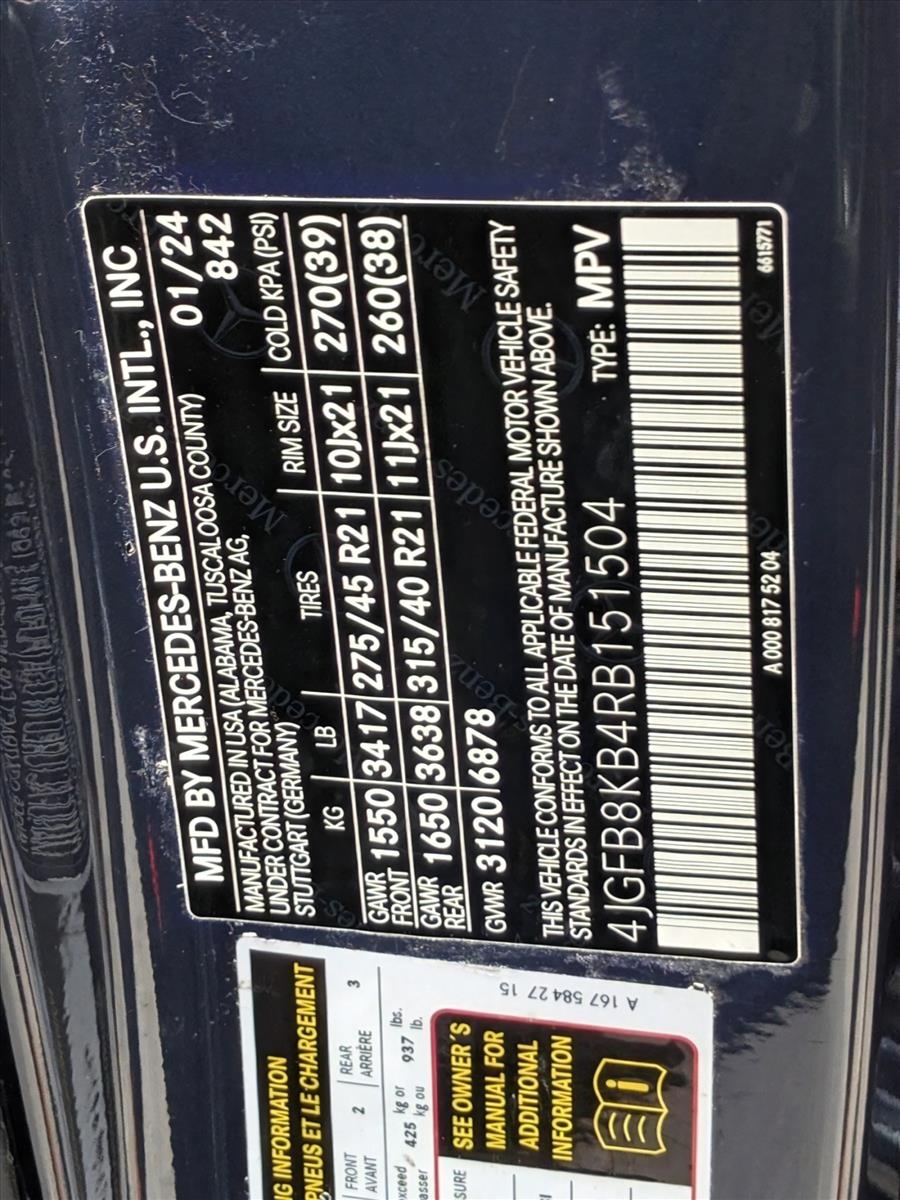 MFD BY MERCEDES-BENZ U.S. INTL., INC
MANUFACTURED IN USA (ALABAMA, TUSCALOOSA COUNTY) 01/24
UNDER CONTRACT FOR MERCEDES-BENZ AG, 842
STUTTGART (GERMANY)
KG LB TIRES RIM SIZE COLD KPA (PSI)
GAWR FRONT 1550 3417 275/45 R21 10Jx21 270(39)
GAWR REAR 1650 3638 315/40 R21 11Jx21 260(38)
GVWR 3120 6878
THIS VEHICLE CONFORMS TO ALL APPLICABLE FEDERAL MOTOR VEHICLE SAFETY
STANDARDS IN EFFECT ON THE DATE OF MANUFACTURE SHOWN ABOVE.
4JGFB8KB4RB151504 TYPE: MPV
A 000 817 52 04 6615771
INFORMATION
PNEUS ET LE CHARGEMENT
FRONT 2 REAR 3
AVANT ARRIÈRE
425 kg or 937 lbs.
kg ou lb.
SEE OWNER'S
MANUAL FOR
ADDITIONAL
INFORMATION
A 167 584 27 15